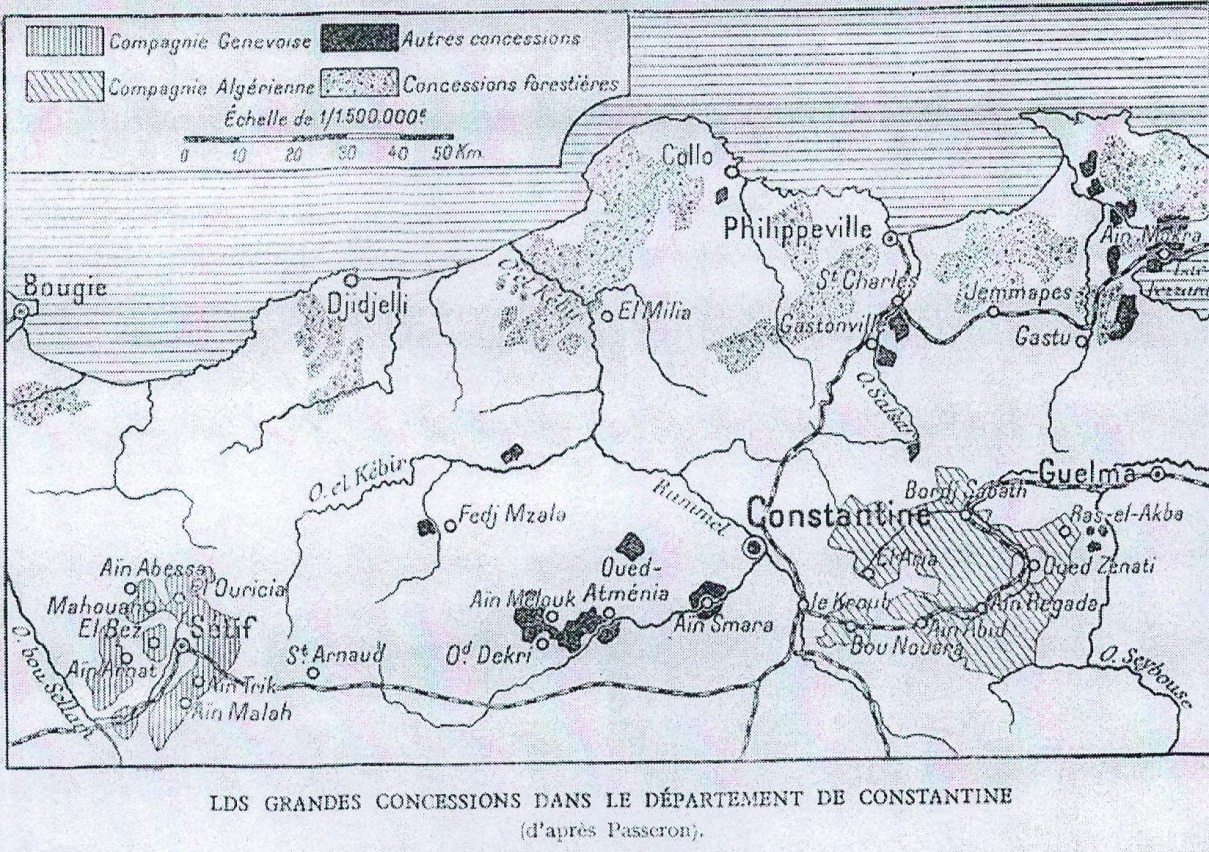 Compagnie Genevoise
Autres concessions
Compagnie Algérienne
Concessions forestières
Échelle de 1/1.500.000e
0 10 20 30 40 50 Km.
Collo
Philippeville
Aïn Mokra
Bougie
Djidjelli
O. el Kébir
El Milia
St Charles
Jemmapes
Gastonville
Gastu
O. Safsaf
O. el Kébir
Rummel
Guelma
Bordj Sabath
Fedj Mzala
Constantine
Ras-el-Akba
Aïn Abessa
l'Ouricia
Oued-
Atménia
El Aria
Oued Zénati
Mahouan
Aïn Melouk
le Kroub
Aïn Regada
El Bez
Sétif
Aïn Smara
Aïn Abid
O. bou Sellam
Aïn Arnat
St Arnaud
Od Dekri
Bou Nouara
O. Seybouse
Aïn Trik
Aïn Malah
LDS GRANDES CONCESSIONS DANS LE DÉPARTEMENT DE CONSTANTINE
(d'après Passeron).